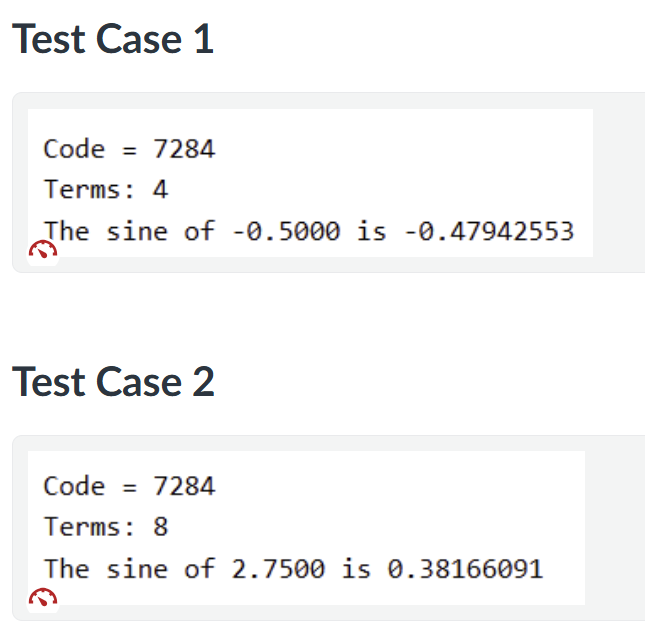 Test Case 1
Code = 7284
Terms: 4
The sine of -0.5000 is -0.47942553
Test Case 2
Code = 7284
Terms: 8
The sine of 2.7500 is 0.38166091